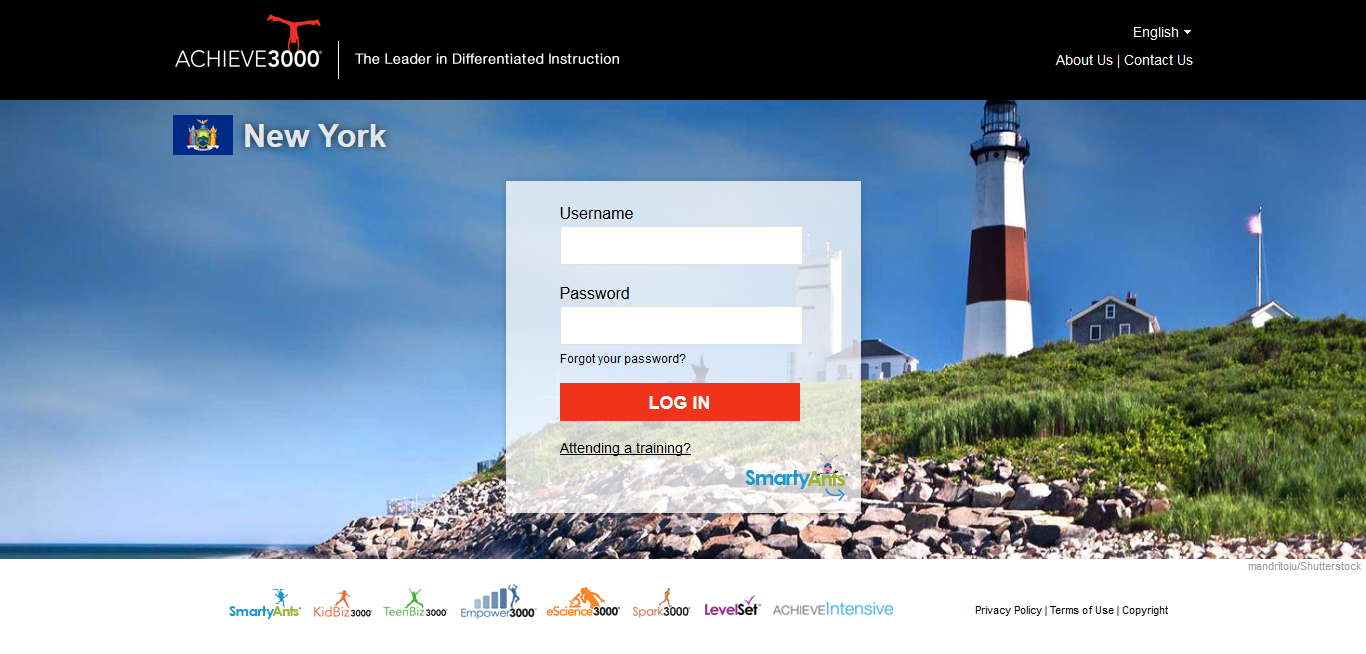 ACHIEVE3000®
The Leader in Differentiated Instruction
English
About Us | Contact Us
New York
Username
Password
Forgot your password?
LOG IN
Attending a training?
SmartyAnts
mandritoiu/Shutterstock
SmartyAnts KidBiz3000 TeenBiz3000 Empower3000 eScience3000 Spark3000 LevelSet ACHIEVEIntensive
Privacy Policy | Terms of Use | Copyright